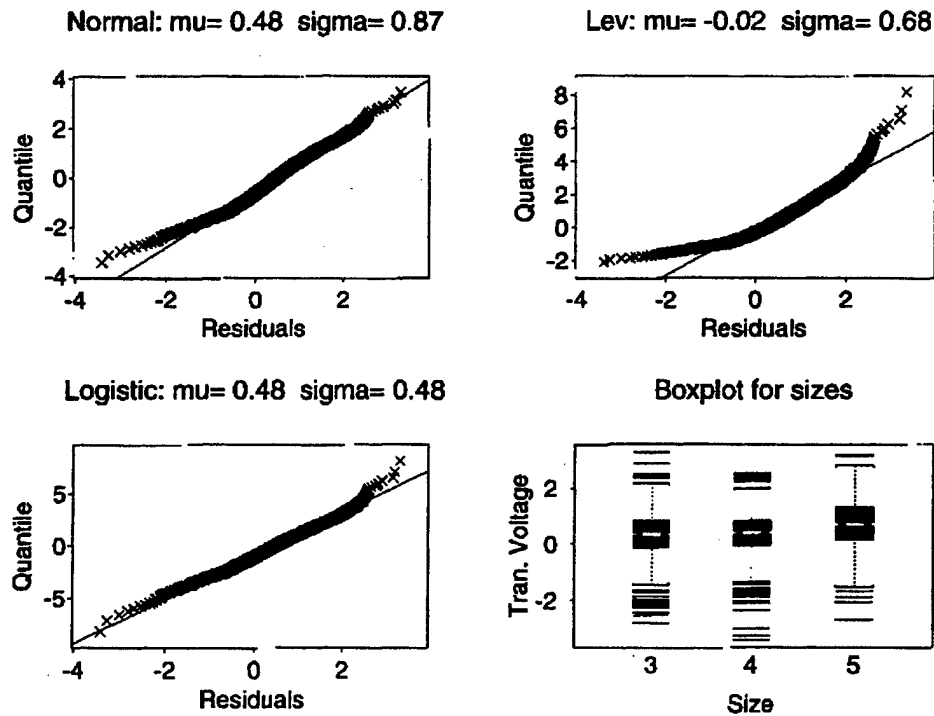 Normal: mu= 0.48 sigma= 0.87
4
2
0
-2
-4
Quantile
-4 -2 0 2
Residuals
Lev: mu= -0.02 sigma= 0.68
8
6
4
2
0
-2
Quantile
-4 -2 0 2
Residuals
Logistic: mu= 0.48 sigma= 0.48
5
0
-5
Quantile
-4 -2 0 2
Residuals
Boxplot for sizes
2
0
-2
Tran. Voltage
3 4 5
Size